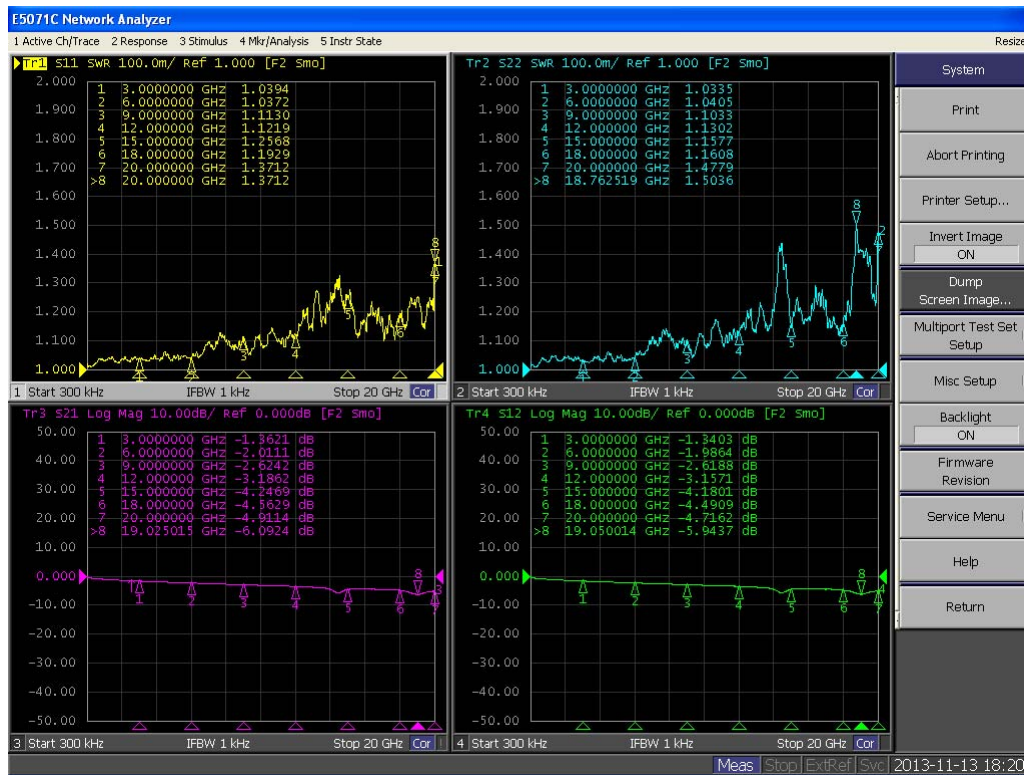 E5071C Network Analyzer
1 Active Ch/Trace 2 Response 3 Stimulus 4 Mkr/Analysis 5 Instr State
Resize
Tr1 S11 SWR 100.0m/ Ref 1.000 [F2 Smo]
2.000
1.900
1.800
1.700
1.600
1.500
1.400
1.300
1.200
1.100
1.000
1 3.0000000 GHz 1.0394
2 6.0000000 GHz 1.0372
3 9.0000000 GHz 1.1130
4 12.000000 GHz 1.1219
5 15.000000 GHz 1.2568
6 18.000000 GHz 1.1929
7 20.000000 GHz 1.3712
>8 20.000000 GHz 1.3712
1 Start 300 kHz IFBW 1 kHz Stop 20 GHz Cor
Tr2 S22 SWR 100.0m/ Ref 1.000 [F2 Smo]
2.000
1.900
1.800
1.700
1.600
1.500
1.400
1.300
1.200
1.100
1.000
1 3.0000000 GHz 1.0335
2 6.0000000 GHz 1.0405
3 9.0000000 GHz 1.1033
4 12.000000 GHz 1.1302
5 15.000000 GHz 1.1577
6 18.000000 GHz 1.1608
7 20.000000 GHz 1.4779
>8 18.762519 GHz 1.5036
2 Start 300 kHz IFBW 1 kHz Stop 20 GHz Cor
Tr3 S21 Log Mag 10.00dB/ Ref 0.000dB [F2 Smo]
50.00
40.00
30.00
20.00
10.00
0.000
-10.00
-20.00
-30.00
-40.00
-50.00
1 3.0000000 GHz -1.3621 dB
2 6.0000000 GHz -2.0111 dB
3 9.0000000 GHz -2.6242 dB
4 12.000000 GHz -3.1862 dB
5 15.000000 GHz -4.2469 dB
6 18.000000 GHz -4.5629 dB
7 20.000000 GHz -4.9114 dB
>8 19.025015 GHz -6.0924 dB
3 Start 300 kHz IFBW 1 kHz Stop 20 GHz Cor
Tr4 S12 Log Mag 10.00dB/ Ref 0.000dB [F2 Smo]
50.00
40.00
30.00
20.00
10.00
0.000
-10.00
-20.00
-30.00
-40.00
-50.00
1 3.0000000 GHz -1.3403 dB
2 6.0000000 GHz -1.9864 dB
3 9.0000000 GHz -2.6188 dB
4 12.000000 GHz -3.1571 dB
5 15.000000 GHz -4.1801 dB
6 18.000000 GHz -4.4909 dB
7 20.000000 GHz -4.7162 dB
>8 19.050014 GHz -5.9437 dB
4 Start 300 kHz IFBW 1 kHz Stop 20 GHz Cor
System
Print
Abort Printing
Printer Setup...
Invert Image
ON
Dump
Screen Image...
Multiport Test Set
Setup
Misc Setup
Backlight
ON
Firmware
Revision
Service Menu
Help
Return
Meas Stop ExtRef Svc 2013-11-13 18:20